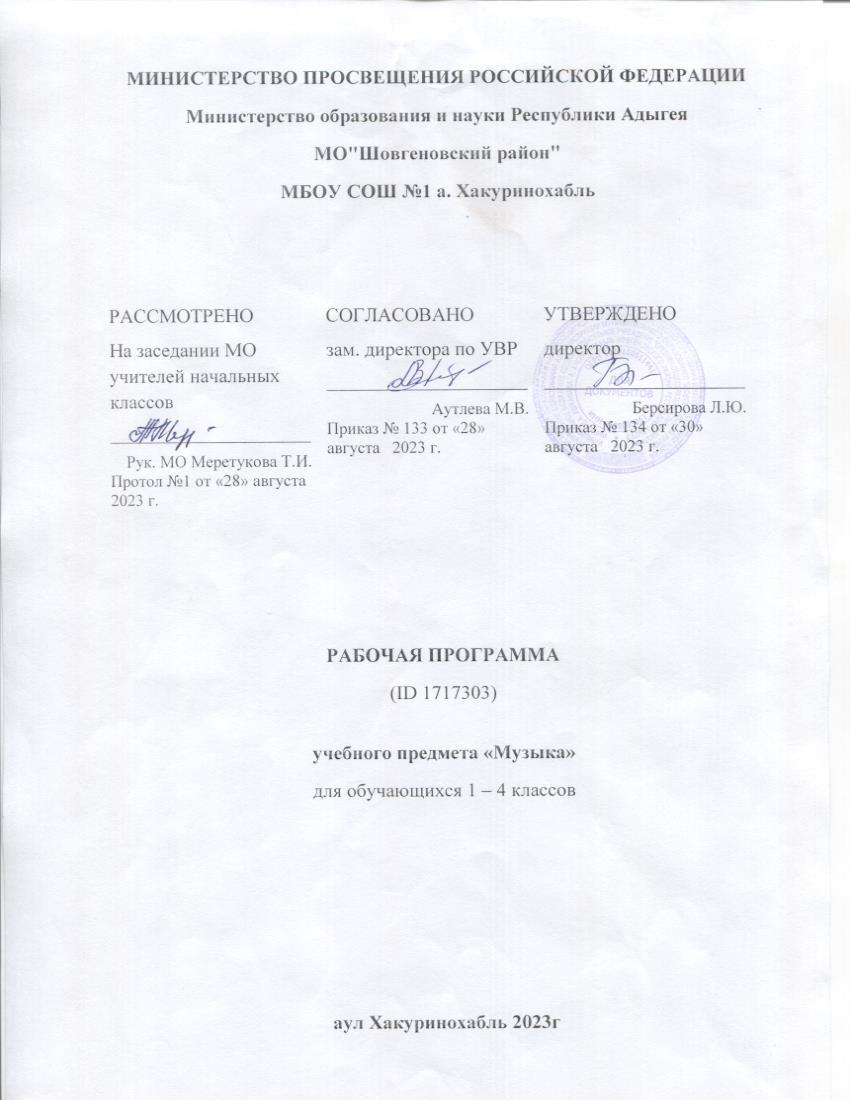 МИНИСТЕРСТВО ПРОСВЕЩЕНИЯ РОССИЙСКОЙ ФЕДЕРАЦИИ
Министерство образования и науки Республики Адыгея
МО"Шовгеновский район"
МБОУ СОШ №1 а. Хакуринохабль
РАССМОТРЕНО
На заседании МО
учителей начальных
классов
Рук. МО Меретукова Т.И.
Протол №1 от «28» августа
2023 г.
СОГЛАСОВАНО
зам. директора по УВР
Аутлева М.В.
Приказ № 133 от «28»
августа 2023 г.
УТВЕРЖДЕНО
директор
ДОКУМЕНТОВ
Берсирова Л.Ю.
Приказ № 134 от «30»
августа 2023 г.
РАБОЧАЯ ПРОГРАММА
(ID 1717303)
учебного предмета «Музыка»
для обучающихся 1 – 4 классов
аул Хакуринохабль 2023г